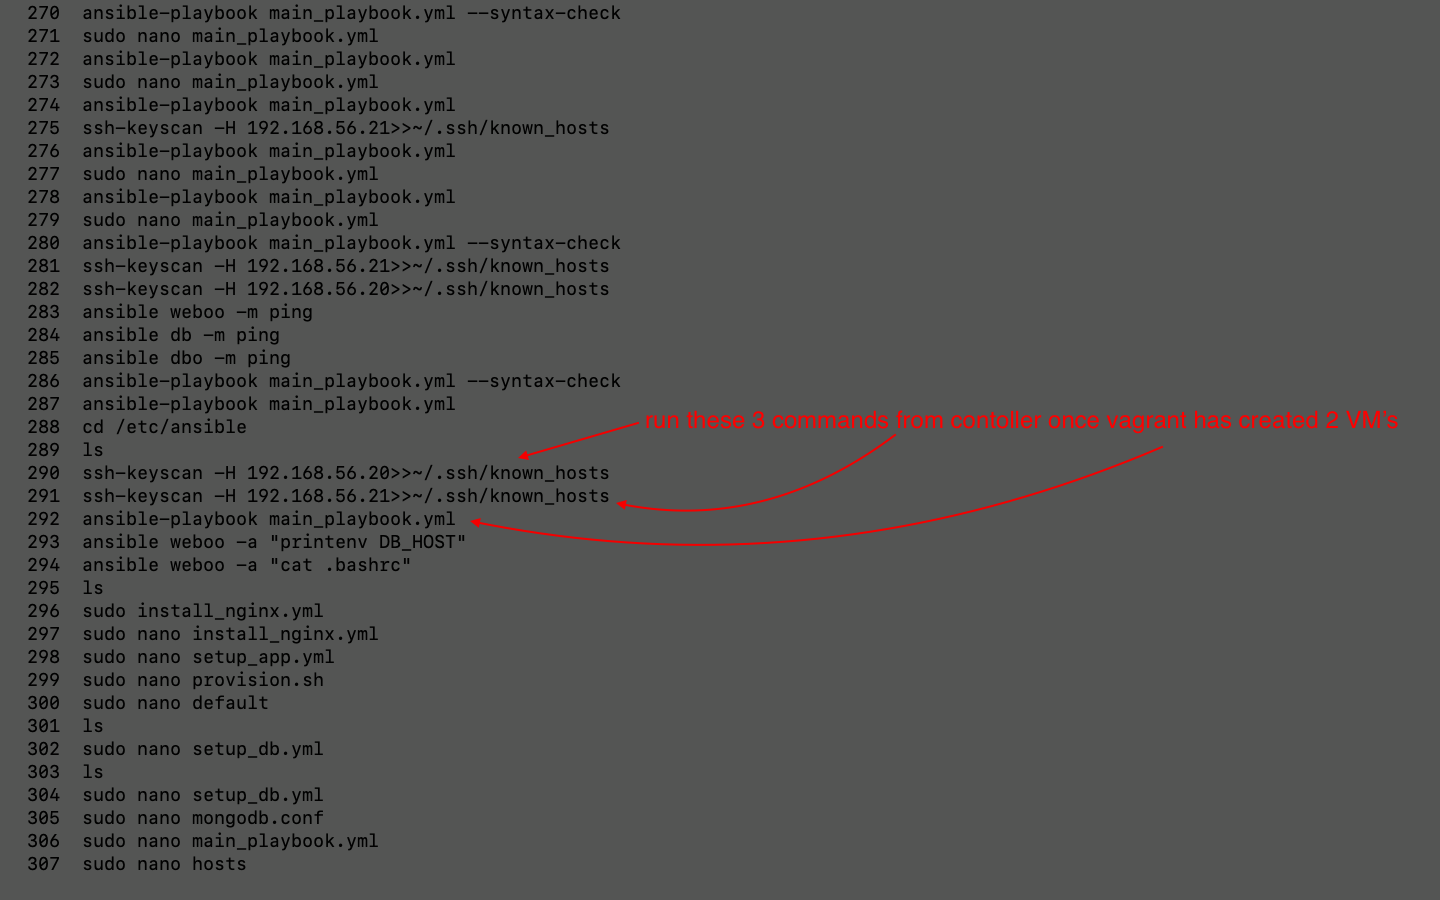 270 ansible-playbook main_playbook.yml --syntax-check
271 sudo nano main_playbook.yml
272 ansible-playbook main_playbook.yml
273 sudo nano main_playbook.yml
274 ansible-playbook main_playbook.yml
275 ssh-keyscan -H 192.168.56.21>>~/.ssh/known_hosts
276 ansible-playbook main_playbook.yml
277 sudo nano main_playbook.yml
278 ansible-playbook main_playbook.yml
279 sudo nano main_playbook.yml
280 ansible-playbook main_playbook.yml --syntax-check
281 ssh-keyscan -H 192.168.56.21>>~/.ssh/known_hosts
282 ssh-keyscan -H 192.168.56.20>>~/.ssh/known_hosts
283 ansible weboo -m ping
284 ansible db -m ping
285 ansible dbo -m ping
286 ansible-playbook main_playbook.yml --syntax-check
287 ansible-playbook main_playbook.yml
run these 3 commands from contoller once vagrant has created 2 VM's
288 cd /etc/ansible
289 ls
290 ssh-keyscan -H 192.168.56.20>>~/.ssh/known_hosts
291 ssh-keyscan -H 192.168.56.21>>~/.ssh/known_hosts
292 ansible-playbook main_playbook.yml
293 ansible weboo -a "printenv DB_HOST"
294 ansible weboo -a "cat .bashrc"
295 ls
296 sudo install_nginx.yml
297 sudo nano install_nginx.yml
298 sudo nano setup_app.yml
299 sudo nano provision.sh
300 sudo nano default
301 ls
302 sudo nano setup_db.yml
303 ls
304 sudo nano setup_db.yml
305 sudo nano mongodb.conf
306 sudo nano main_playbook.yml
307 sudo nano hosts